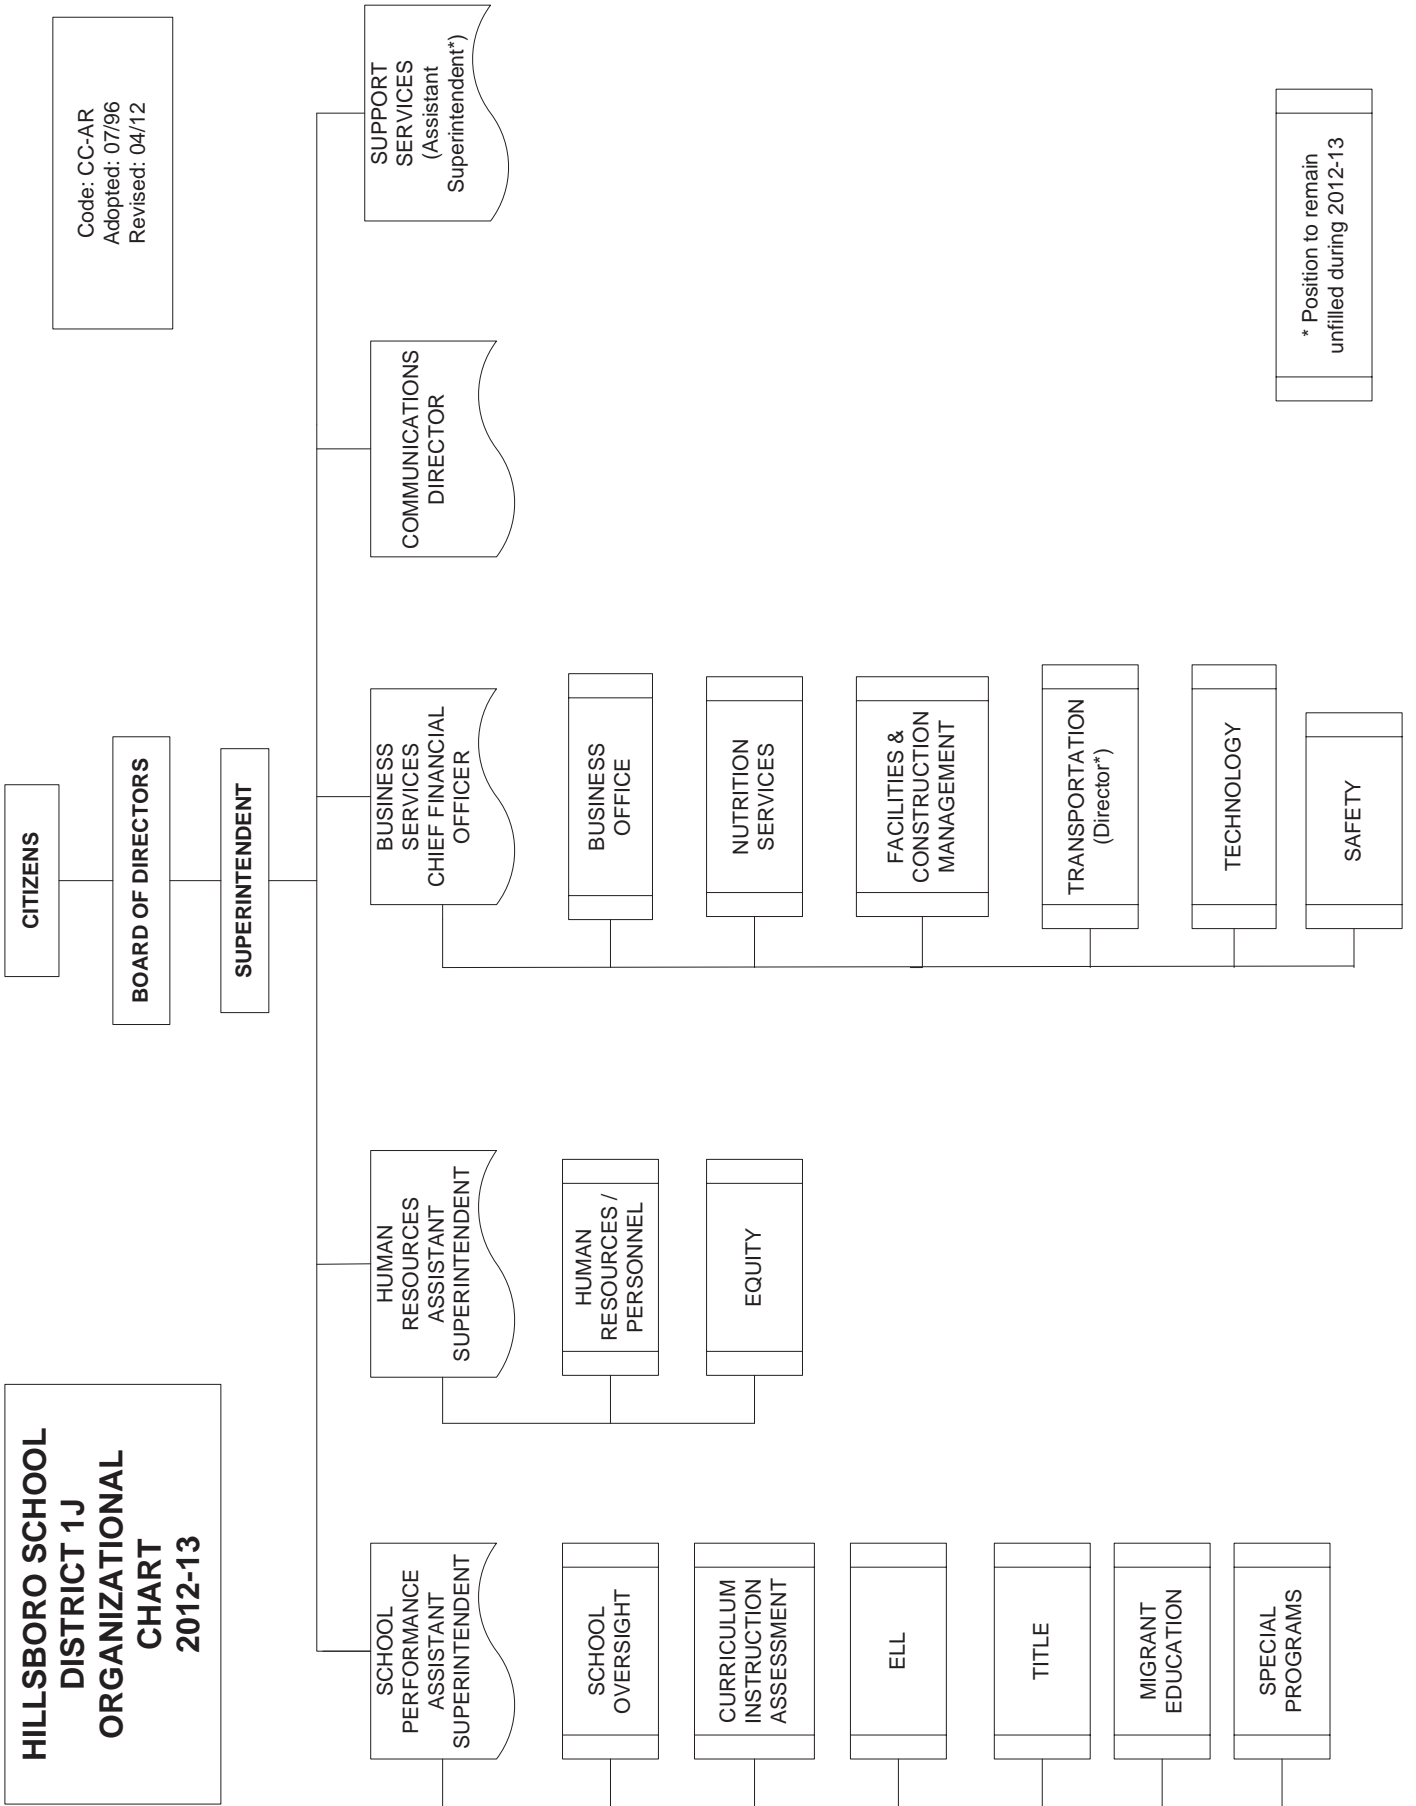 HILLSBORO SCHOOL
DISTRICT 1J
ORGANIZATIONAL
CHART
2012-13
CITIZENS
BOARD OF DIRECTORS
SUPERINTENDENT
Code: CC-AR
Adopted: 07/96
Revised: 04/12
SCHOOL
PERFORMANCE
ASSISTANT
SUPERINTENDENT
SCHOOL
OVERSIGHT
CURRICULUM
INSTRUCTION
ASSESSMENT
ELL
TITLE
MIGRANT
EDUCATION
SPECIAL
PROGRAMS
HUMAN
RESOURCES
ASSISTANT
SUPERINTENDENT
HUMAN
RESOURCES /
PERSONNEL
EQUITY
BUSINESS
SERVICES
CHIEF FINANCIAL
OFFICER
BUSINESS
OFFICE
NUTRITION
SERVICES
FACILITIES &
CONSTRUCTION
MANAGEMENT
TRANSPORTATION
(Director*)
TECHNOLOGY
SAFETY
COMMUNICATIONS
DIRECTOR
SUPPORT
SERVICES
(Assistant
Superintendent*)
* Position to remain
unfilled during 2012-13